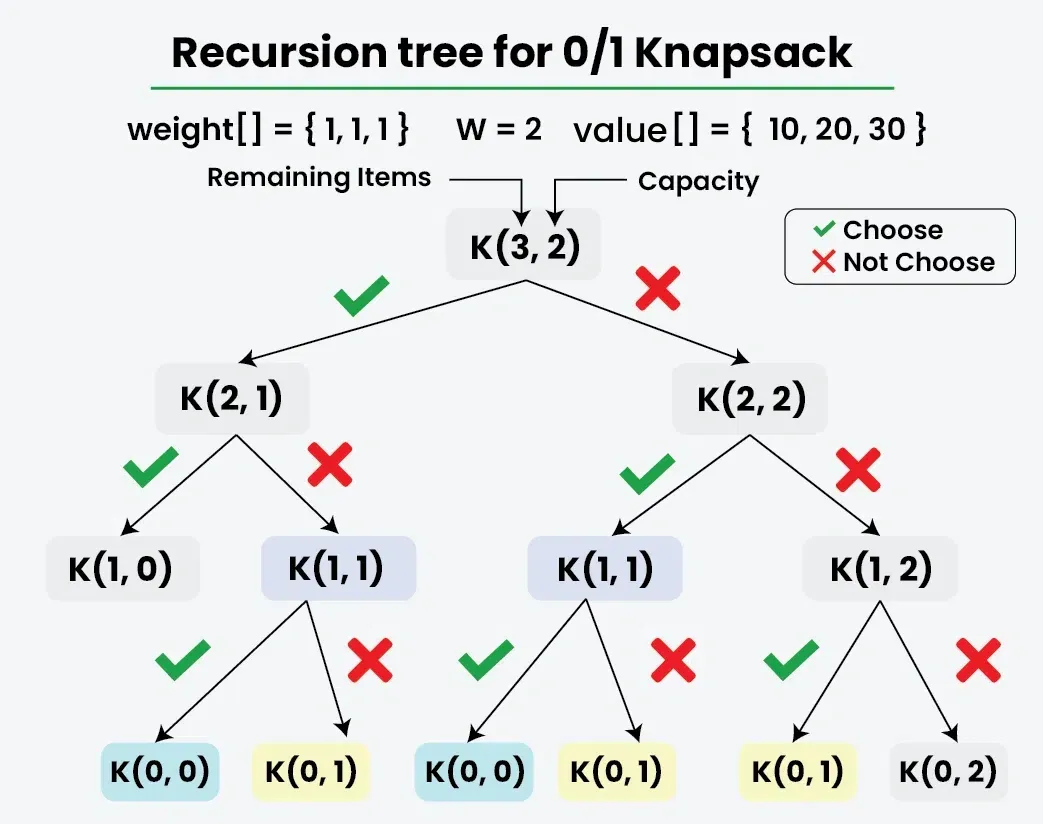 Recursion tree for 0/1 Knapsack
weight[] = { 1, 1, 1 } W = 2 value[] = { 10, 20, 30 }
Remaining Items Capacity
K(3, 2)
Choose
Not Choose
K(2, 1) K(2, 2)
K(1, 0) K(1, 1) K(1, 1) K(1, 2)
K(0, 0) K(0, 1) K(0, 0) K(0, 1) K(0, 1) K(0, 2)